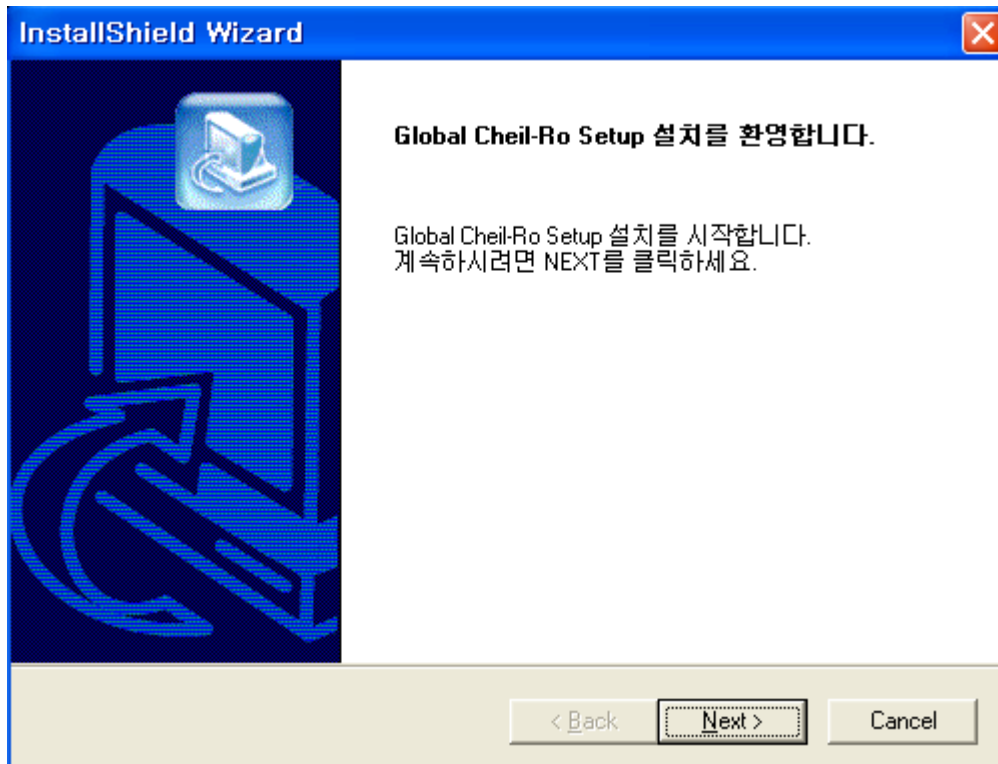 InstallShield Wizard
Global Cheil-Ro Setup 설치를 환영합니다.
Global Cheil-Ro Setup 설치를 시작합니다.
계속하시려면 NEXT를 클릭하세요.
< Back Next > Cancel